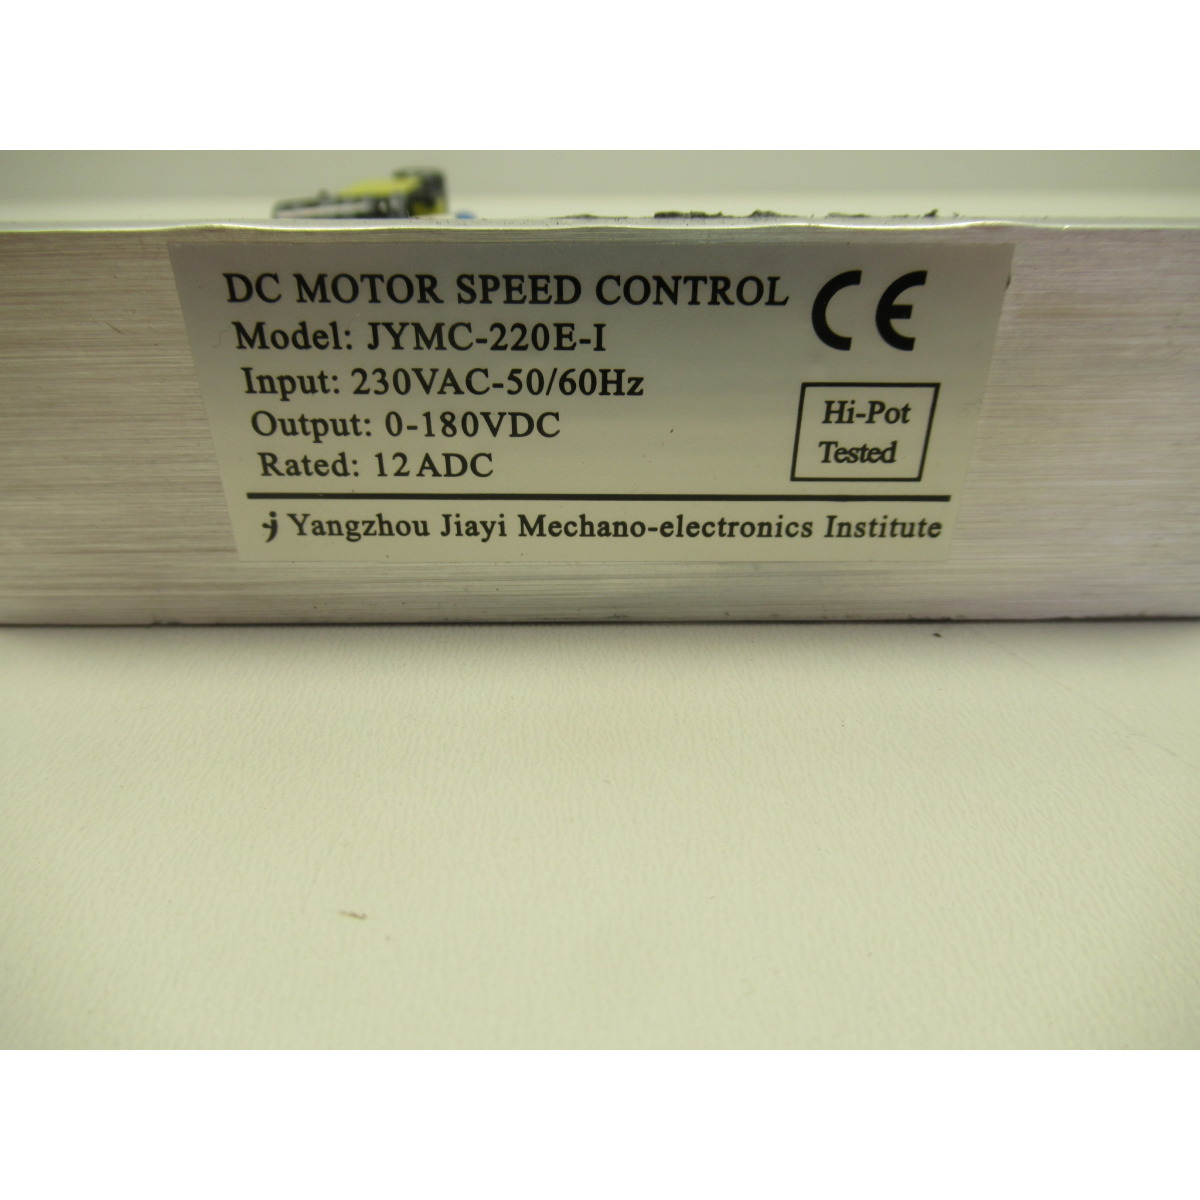 DC MOTOR SPEED CONTROL
CE
Model: JYMC-220E-I
Input: 230VAC-50/60Hz
Output: 0-180VDC
Rated: 12ADC
Hi-Pot
Tested
Yangzhou Jiayi Mechano-electronics Institute